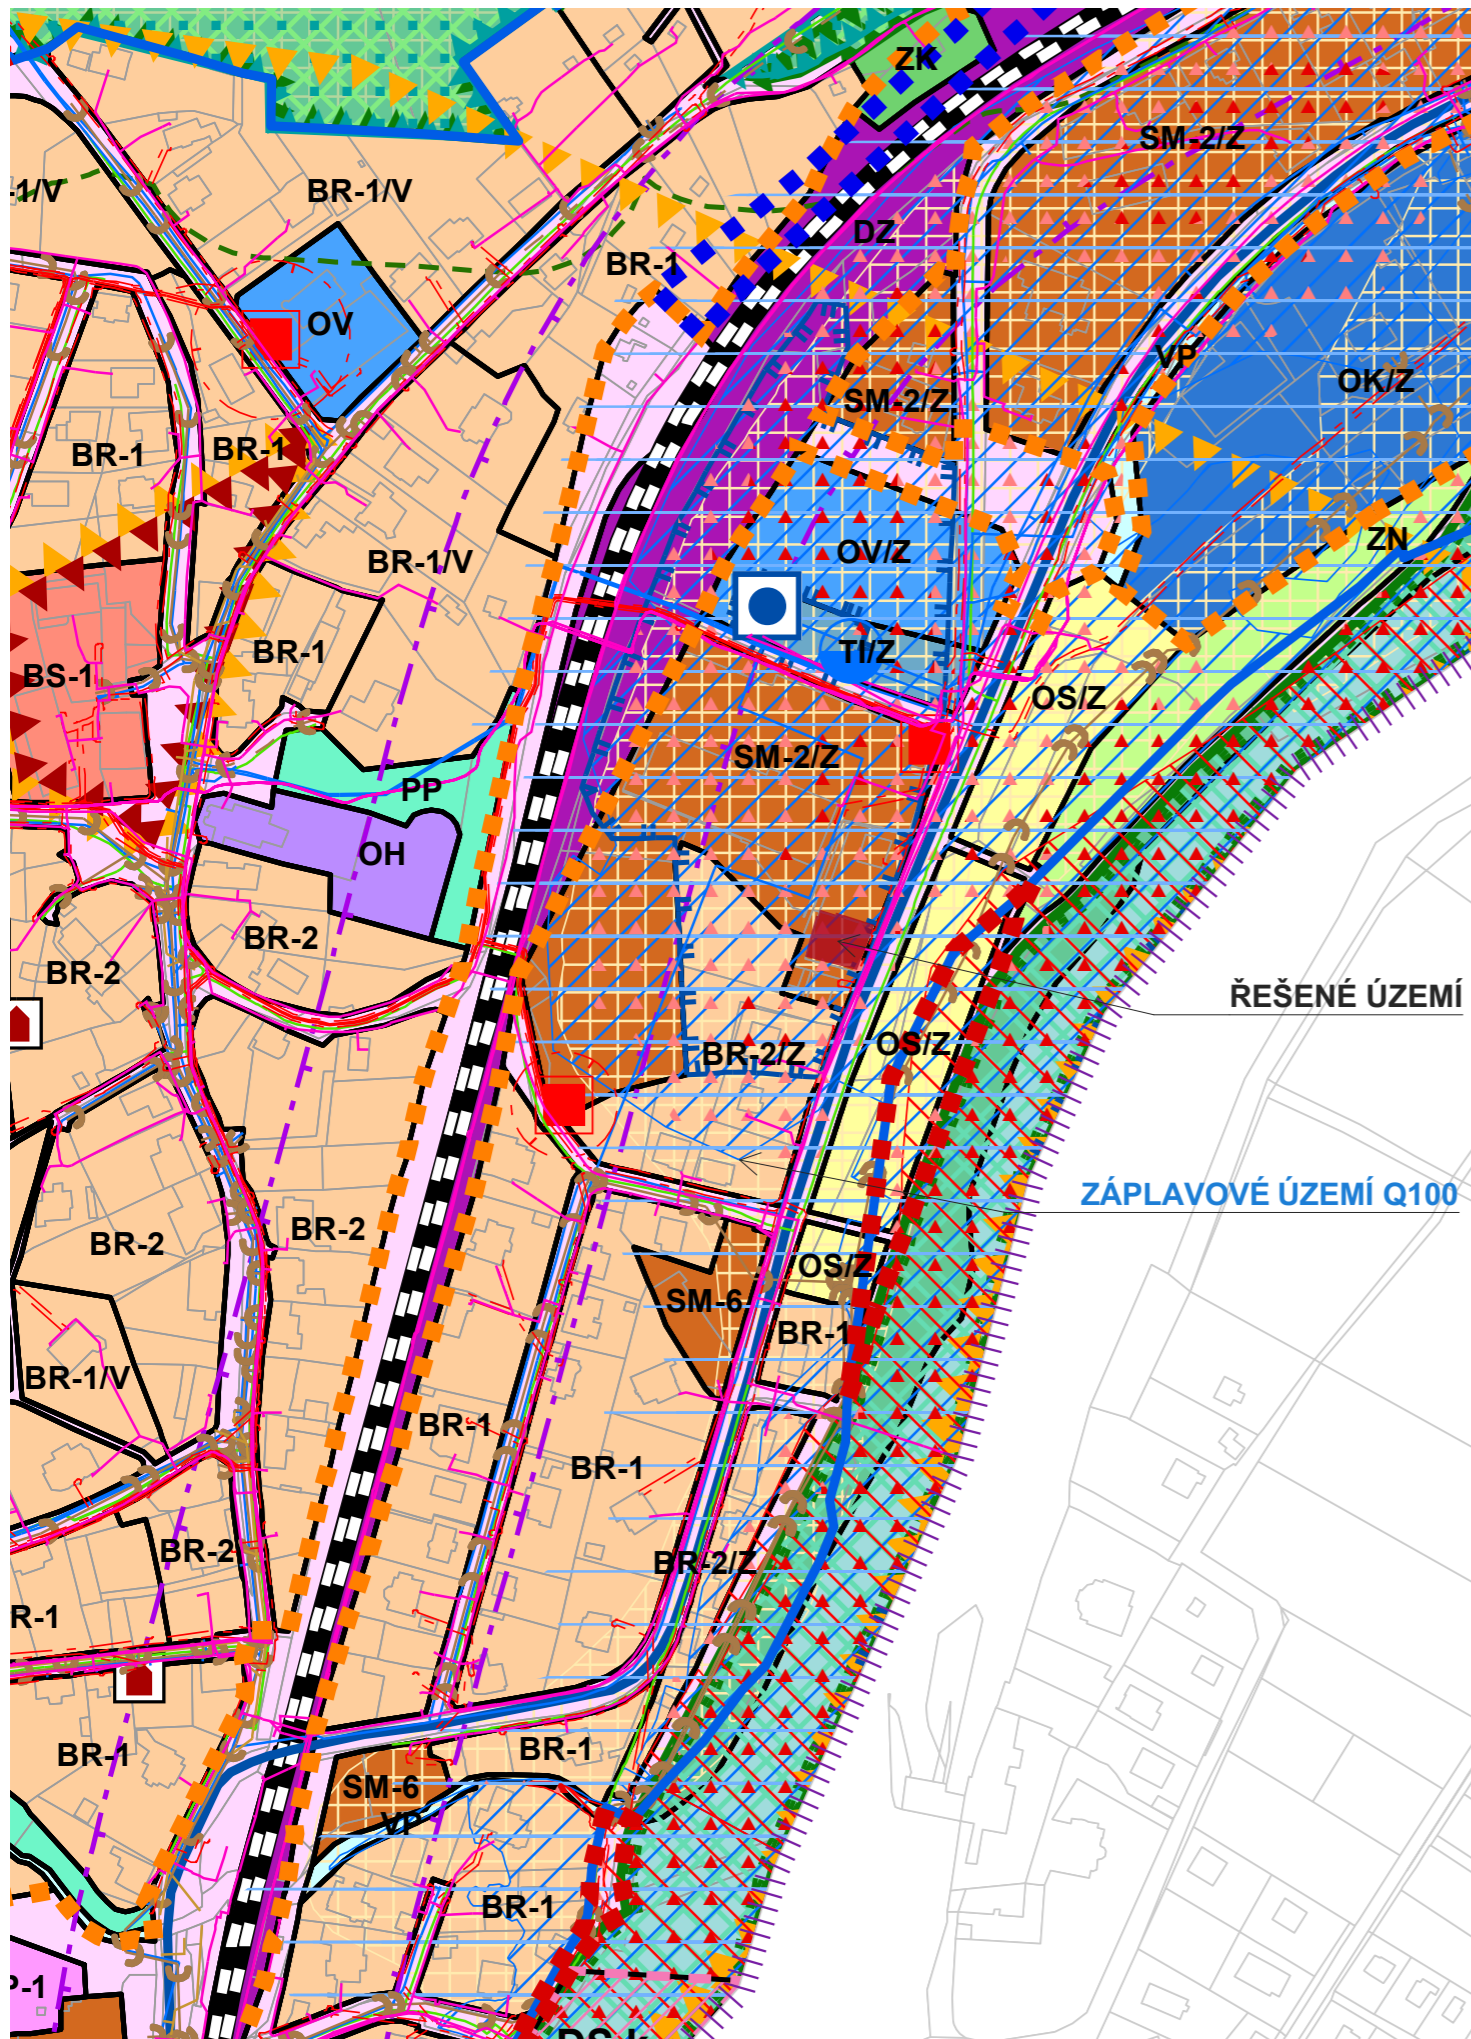 ZK
SM-2/Z
-1/V
BR-1/V
DZ
BR-1
OV
VP
OK/Z
SM-2/Z
BR-1
BR-1
ZN
OV/Z
BR-1/V
BR-1
TI/Z
BS-1
OS/Z
SM-2/Z
PP
OH
BR-2
BR-2
ŘEŠENÉ ÚZEMÍ
OS/Z
BR-2/Z
ZÁPLAVOVÉ ÚZEMÍ Q100
BR-2
BR-2
OS/Z
SM-6
BR-1
BR-1/V
BR-1
BR-1
BR-2
BR-2/Z
R-1
BR-1
BR-1
SM-6
VP
BR-1
P-1